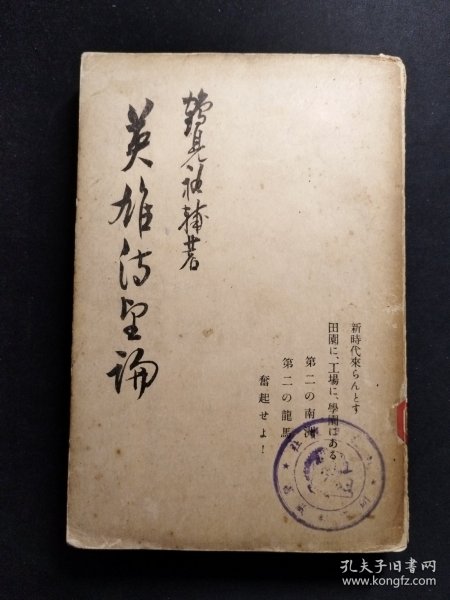 鶴見祐輔著
英雄待望論
新時代來らんとす
田園に、工場に、學園にある
第二の南洲
第二の龍馬
奮起せよ!
孔夫子旧书网
www.kongfz.com